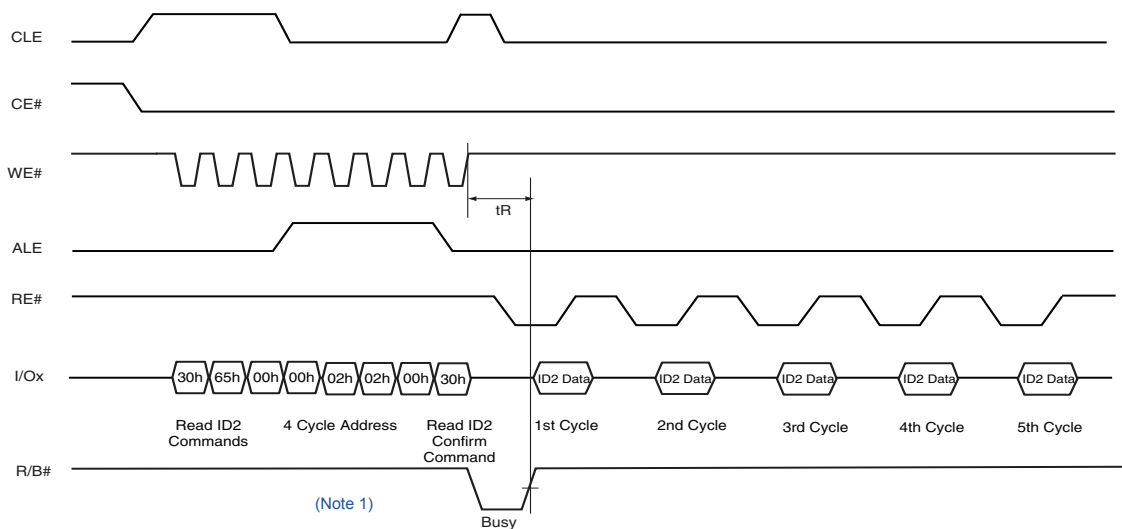 CLE
CE#
WE#
tR
ALE
RE#
I/Ox
30h 65h 00h 00h 02h 02h 00h 30h ID2 Data ID2 Data ID2 Data ID2 Data ID2 Data
Read ID2
Commands
4 Cycle Address
Read ID2
Confirm
Command
1st Cycle
2nd Cycle
3rd Cycle
4th Cycle
5th Cycle
R/B#
(Note 1)
Busy